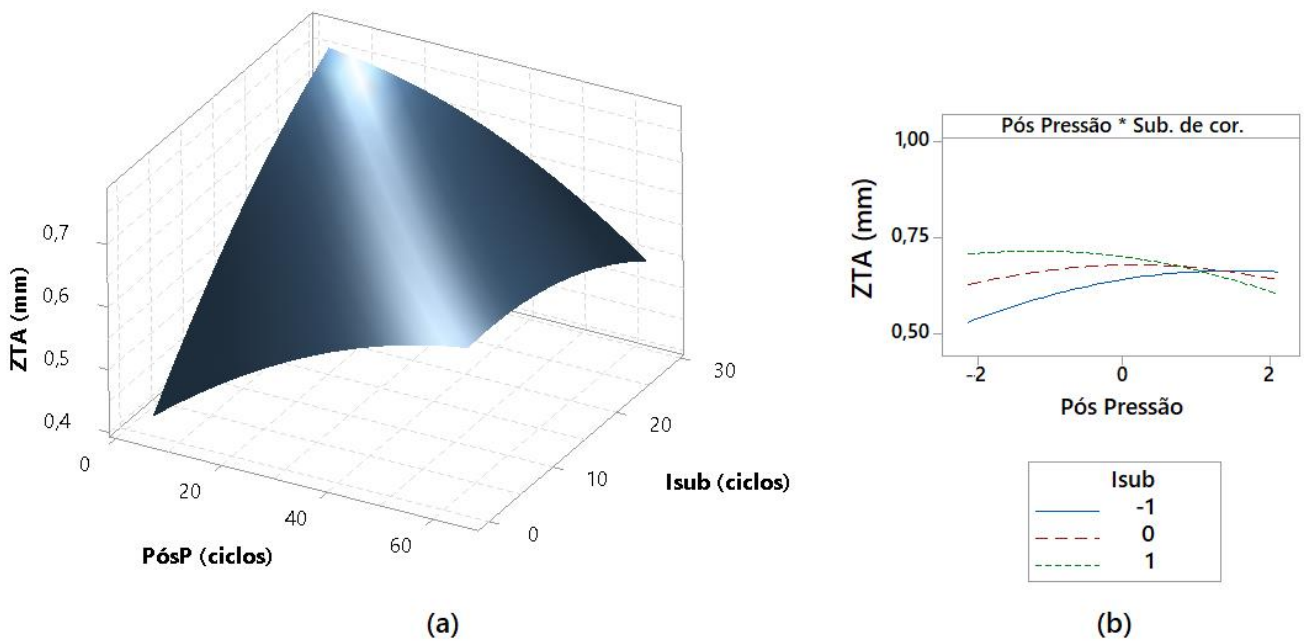 0,7
0,6
0,5
0,4
ZTA (mm)
0
20
40
60
PósP (ciclos)
0
10
20
30
Isub (ciclos)
(a)
Pós Pressão * Sub. de cor.
1,00
0,75
0,50
ZTA (mm)
-2
0
2
Pós Pressão
Isub
-1
0
1
(b)